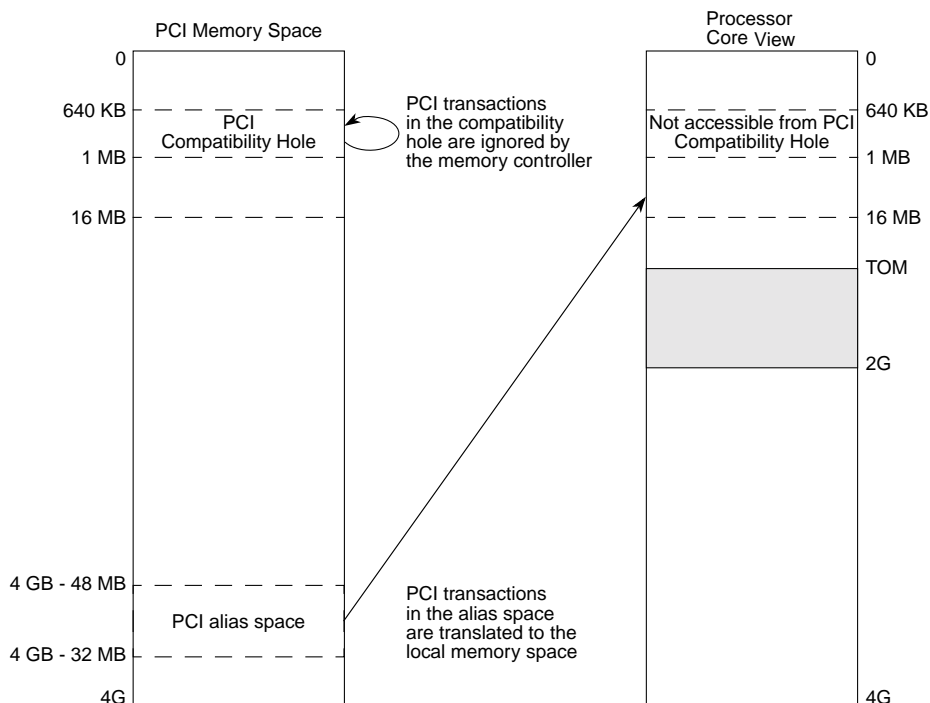 PCI Memory Space
0
640 KB
PCI
Compatibility Hole
1 MB
16 MB
4 GB - 48 MB
PCI alias space
4 GB - 32 MB
4G
PCI transactions
in the compatibility
hole are ignored by
the memory controller
PCI transactions
in the alias space
are translated to the
local memory space
Processor
Core View
0
640 KB
Not accessible from PCI
Compatibility Hole
1 MB
16 MB
TOM
2G
4G